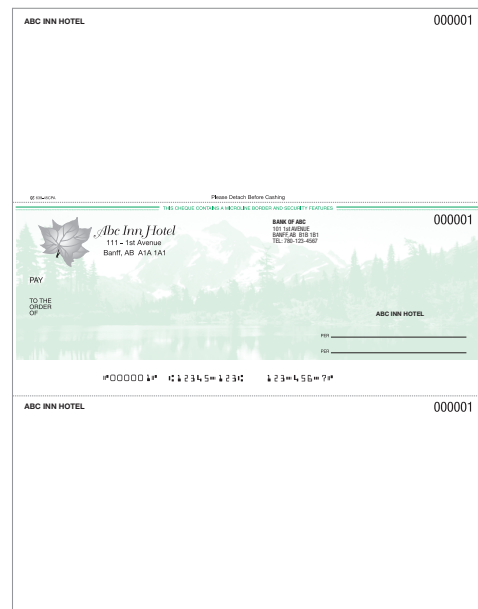 ABC INN HOTEL 000001
Please Detach Before Cashing
THIS CHEQUE CONTAINS A MICROLINE BORDER AND SECURITY FEATURES
Abc Inn Hotel
111 - 1st Avenue
Banff, AB A1A 1A1
BANK OF ABC
101 1st AVENUE
BANFF, AB B1B 1B1
TEL: 780-123-4567
000001
PAY
TO THE
ORDER
OF
ABC INN HOTEL
PER
PER
⑈000001⑈ ⑆12345⑉123⑆ 123⑉456⑉7⑈
ABC INN HOTEL 000001